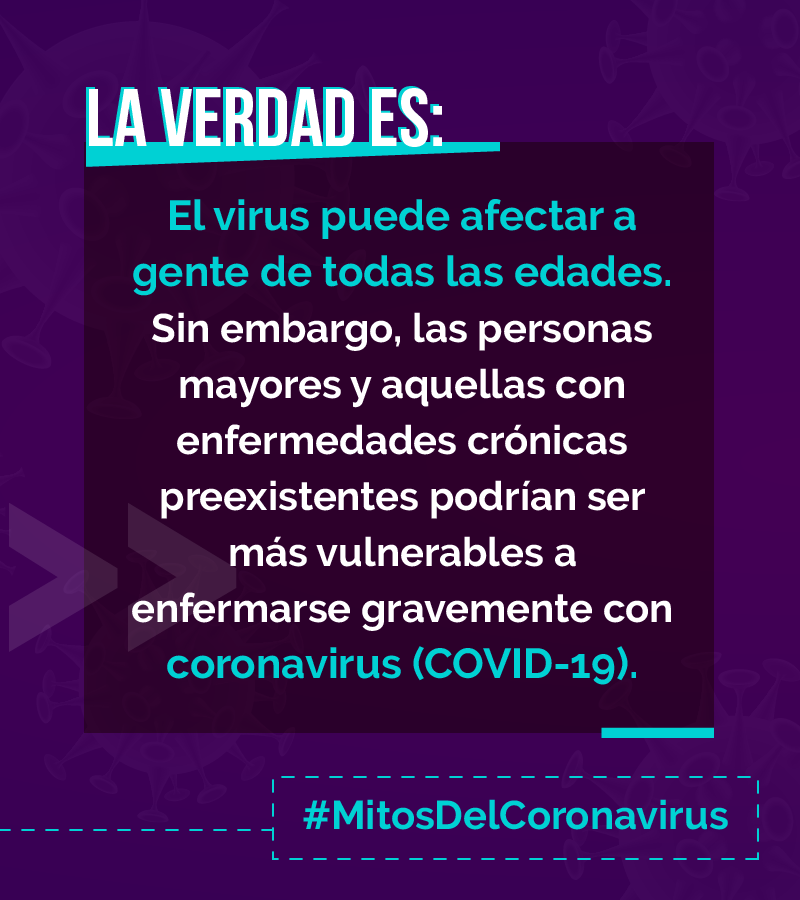 LA VERDAD ES:
El virus puede afectar a
gente de todas las edades.
Sin embargo, las personas
mayores y aquellas con
enfermedades crónicas
preexistentes podrían ser
más vulnerables a
enfermarse gravemente con
coronavirus (COVID-19).
#MitosDelCoronavirus